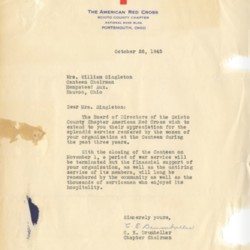 THE AMERICAN RED CROSS
SCIOTO COUNTY CHAPTER
NATIONAL BANK BLDG.
PORTSMOUTH, OHIO
October 29, 1945
Mrs. William Singleton
Canteen Chairman
Dempster
Ohio
Dear Mrs. Singleton:
The Board of Directors of the Scioto
County Chapter American Red Cross wish to
extend to you their appreciation for the
splendid service rendered by the means of
your organization at the Canteen during
the past three years.
With the closing of the Canteen on
November 1, a period of war service will
be terminated but the financial support of
your organization, as well as the untiring
service of its members, will long be
remembered by the community as well as the
thousands of servicemen who enjoyed its
hospitality.
Sincerely yours,
Chapter Chairman